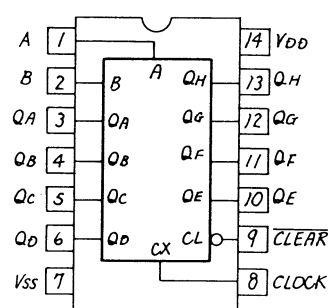 A 1 A 14 VDD
B 2 B QH 13 QH
QA 3 QA QG 12 QG
QB 4 QB QF 11 QF
QC 5 QC QE 10 QE
QD 6 QD CL 9 CLEAR
VSS 7 CX 8 CLOCK